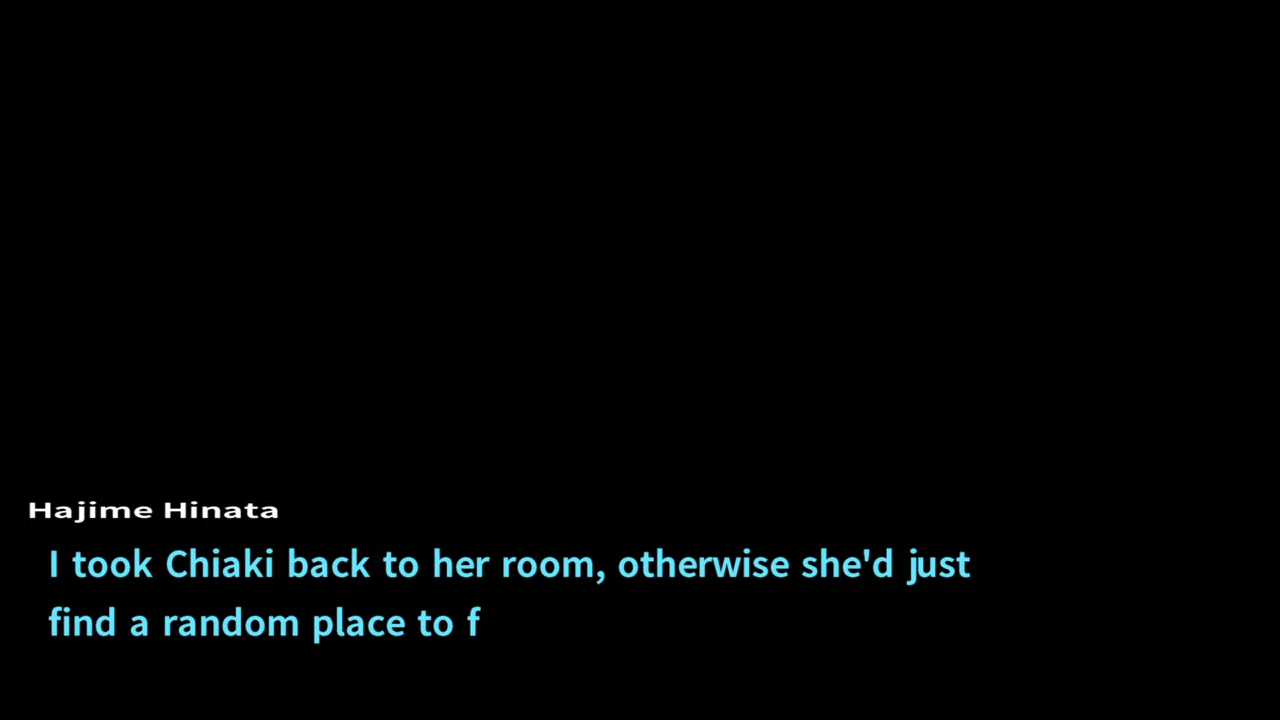 Hajime Hinata
I took Chiaki back to her room, otherwise she'd just
find a random place to f